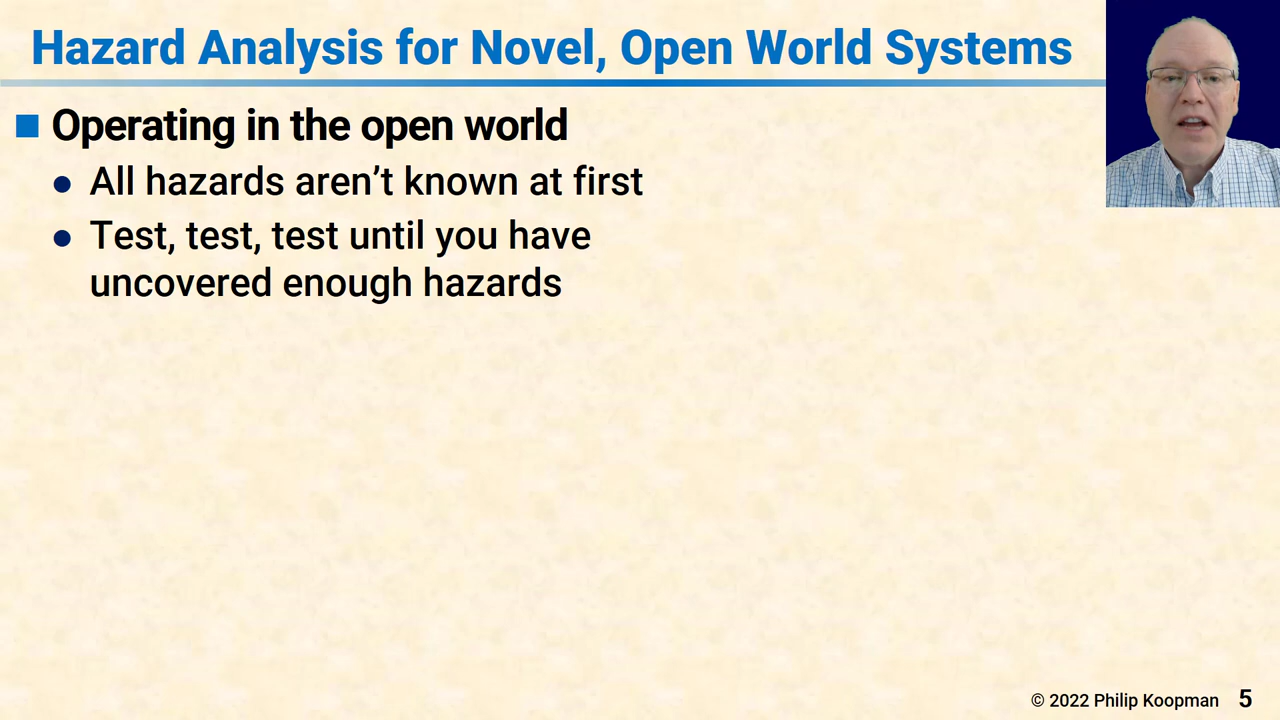 Hazard Analysis for Novel, Open World Systems
Operating in the open world
All hazards aren’t known at first
Test, test, test until you have
uncovered enough hazards
© 2022 Philip Koopman 5